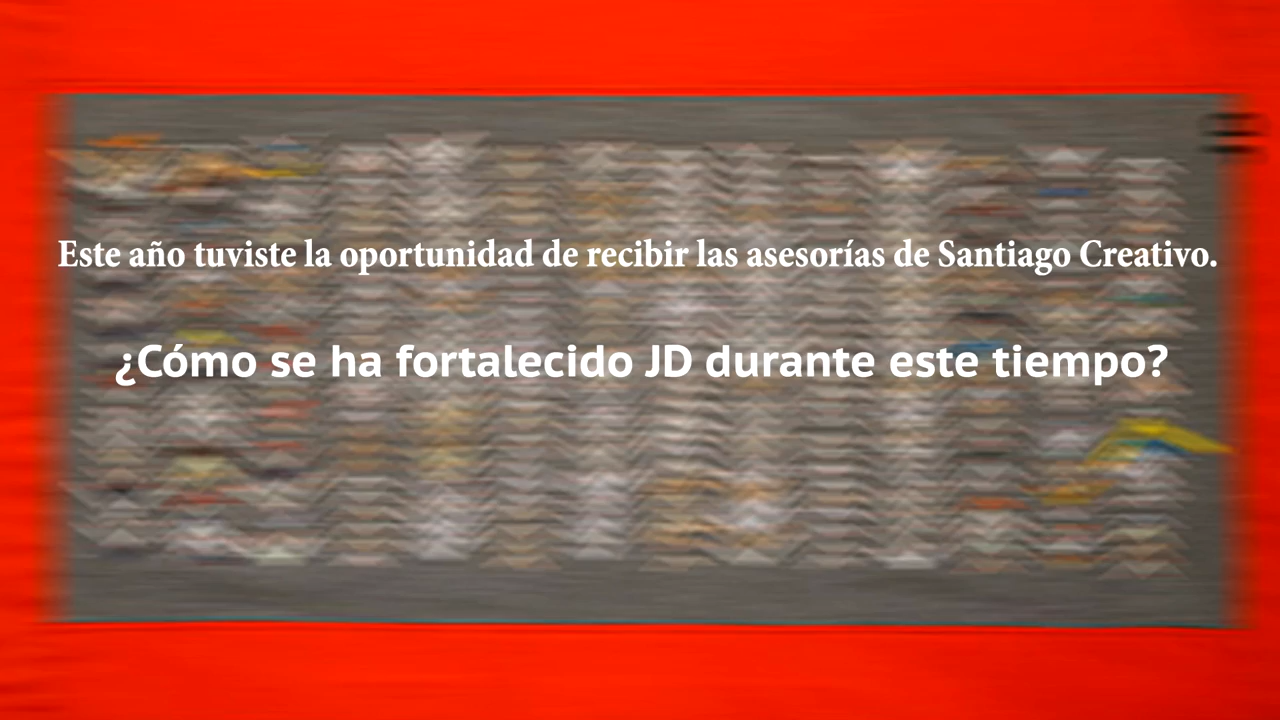 Este año tuviste la oportunidad de recibir las asesorías de Santiago Creativo.
¿Cómo se ha fortalecido JD durante este tiempo?